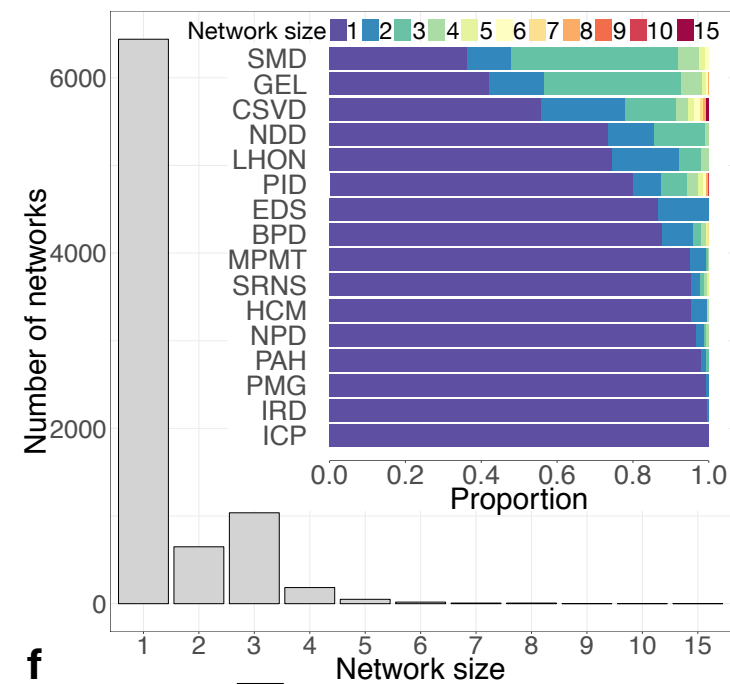 Network size 1 2 3 4 5 6 7 8 9 10 15
SMD
GEL
CSVD
NDD
LHON
PID
EDS
BPD
MPMT
SRNS
HCM
NPD
PAH
PMG
IRD
ICP
0.0 0.2 0.4 0.6 0.8 1.0
Proportion
Number of networks
6000
4000
2000
0
1 2 3 4 5 6 7 8 9 10 15
Network size
f